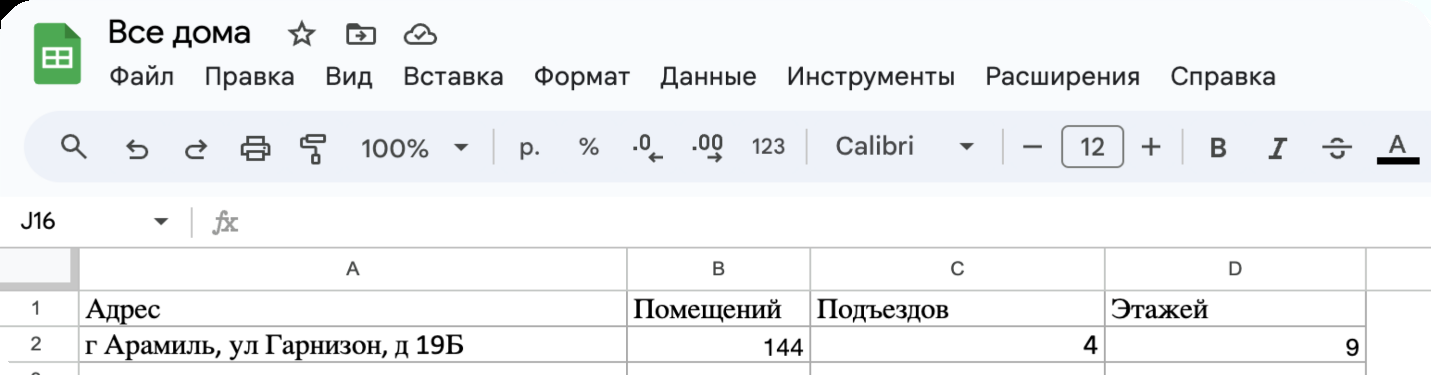 Все дома
Файл Правка Вид Вставка Формат Данные Инструменты Расширения Справка
100% р. % .0 .00 123 Calibri 12 B I S A
J16 fx
A B C D
1 Адрес Помещений Подъездов Этажей
2 г Арамиль, ул Гарнизон, д 19Б 144 4 9